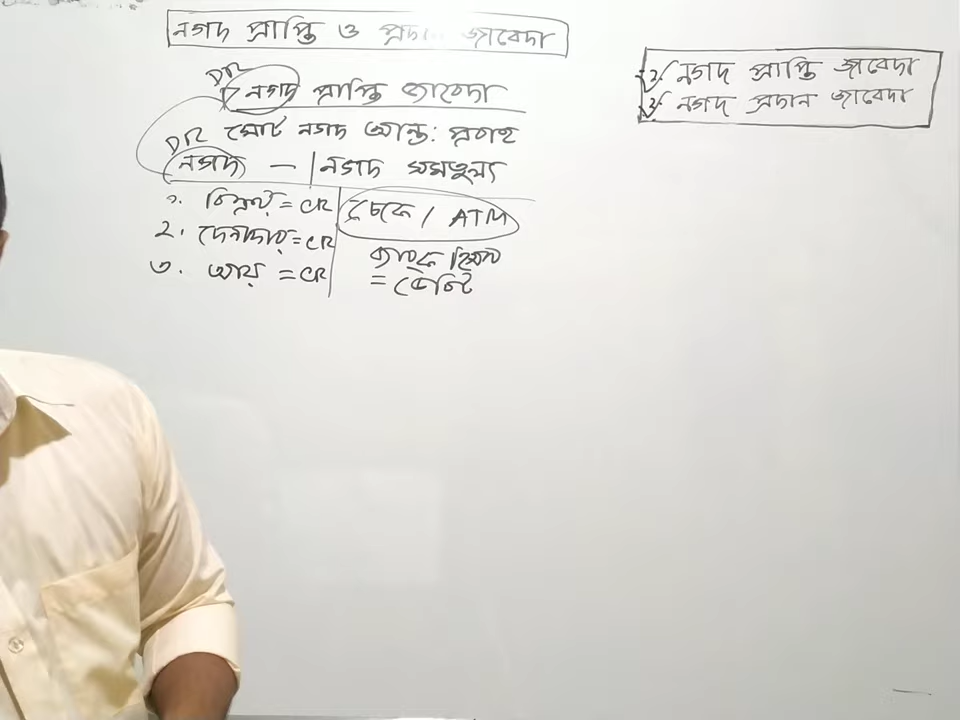 নগদ প্রাপ্তি ও প্রদান জাবেদা
১/ নগদ প্রাপ্তি জাবেদা
২/ নগদ প্রদান জাবেদা
DR
নগদ প্রাপ্তি জাবেদা
মোট নগদ আন্ত: প্রবাহ
DR
নগদ — নগদ সমতুল্য
১. বিক্রয় = CR
চেক / ATM
২. দেনাদার = CR
৩. আয় = CR
ব্যাংক হিসাব
= ডেবিট